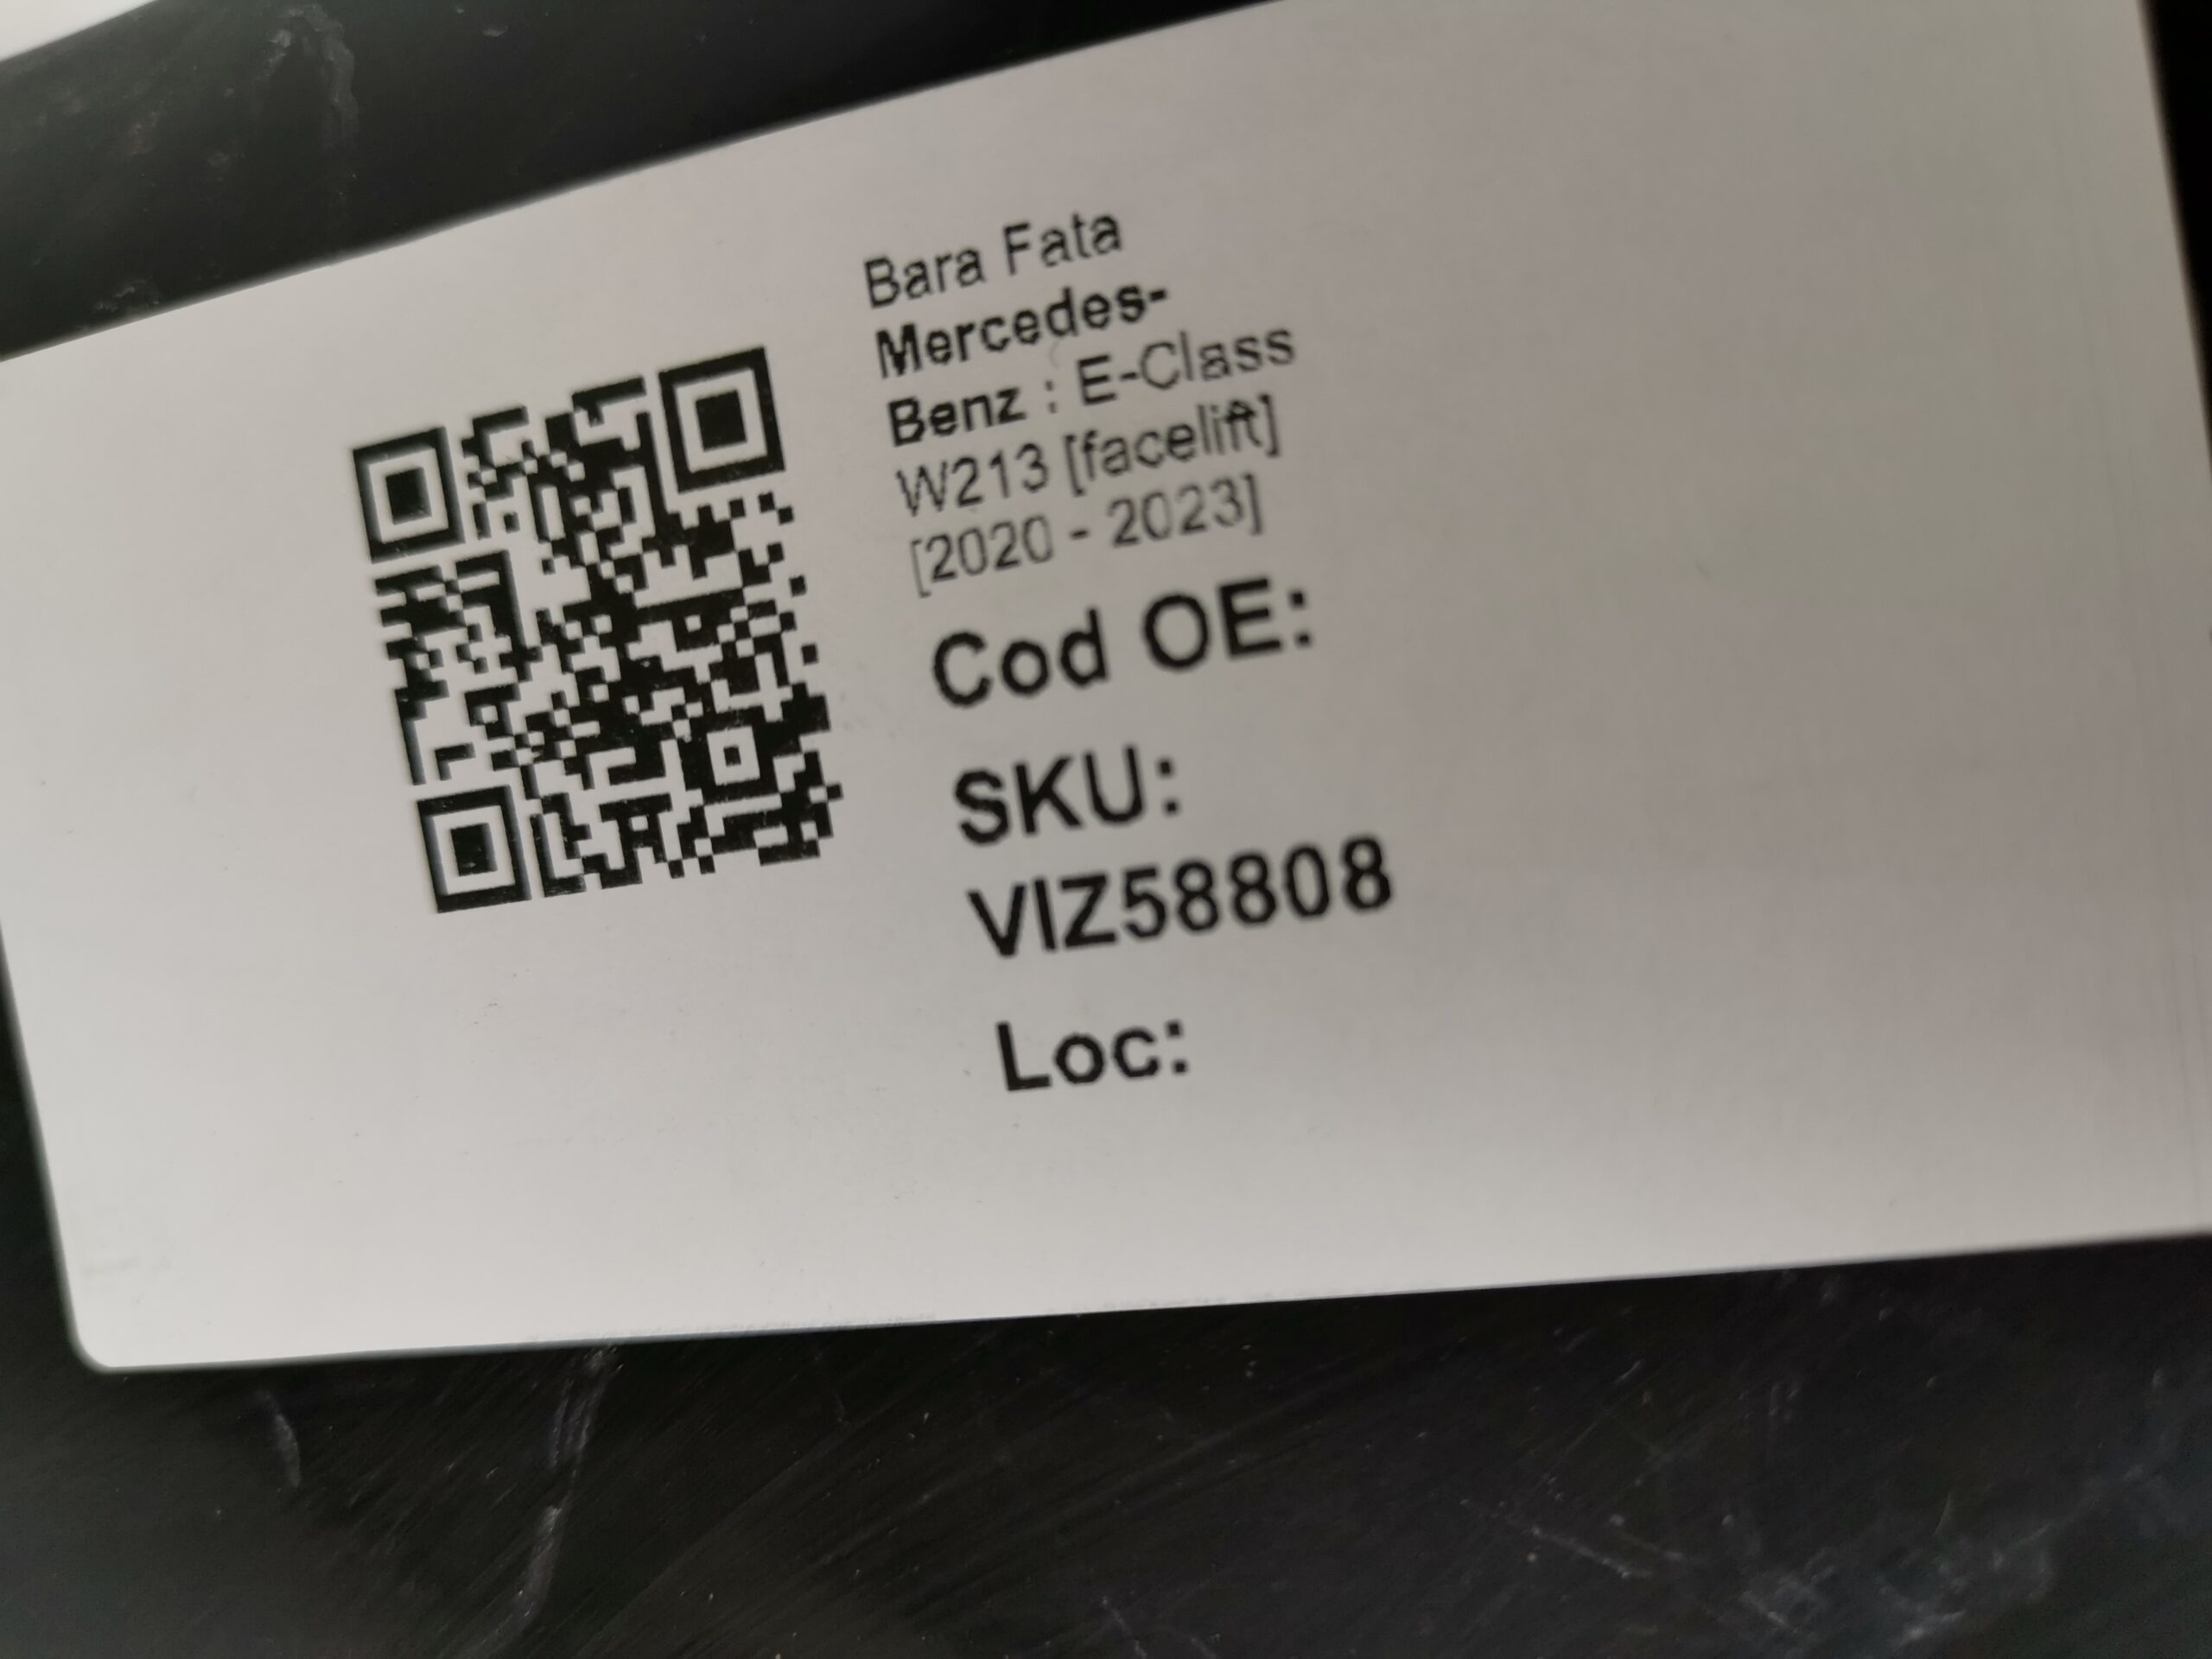 Bara Fata
Mercedes-
Benz : E-Class
W213 [facelift]
[2020 - 2023]
Cod OE:
SKU:
VIZ58808
Loc: